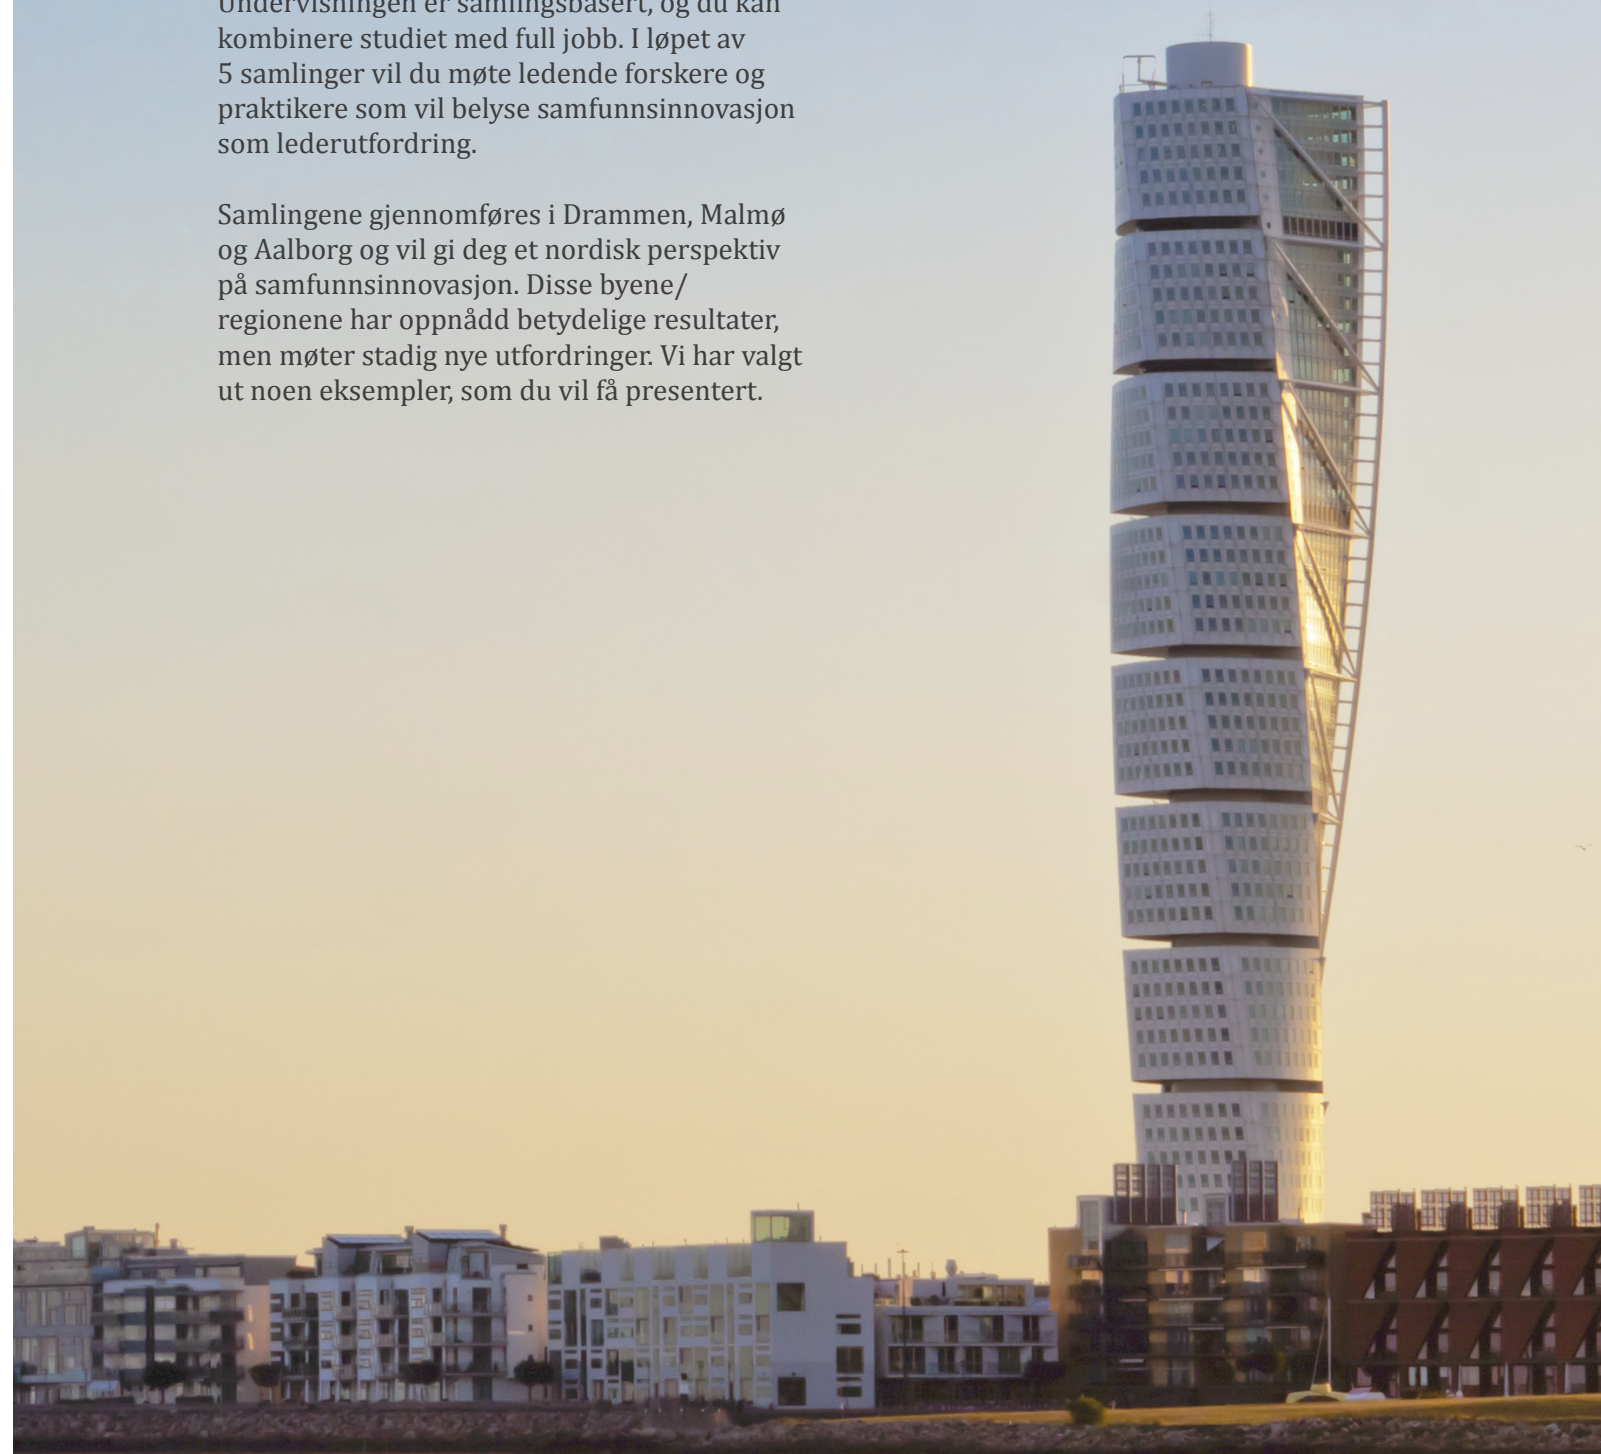 Undervisningen er samlingsbasert, og du kan
kombinere studiet med full jobb. I løpet av
5 samlinger vil du møte ledende forskere og
praktikere som vil belyse samfunnsinnovasjon
som lederutfordring.
Samlingene gjennomføres i Drammen, Malmø
og Aalborg og vil gi deg et nordisk perspektiv
på samfunnsinnovasjon. Disse byene/
regionene har oppnådd betydelige resultater,
men møter stadig nye utfordringer. Vi har valgt
ut noen eksempler, som du vil få presentert.